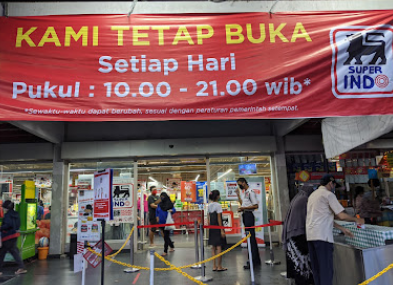 KAMI TETAP BUKA
Setiap Hari
Pukul : 10.00 - 21.00 wib*
*Sewaktu-waktu dapat berubah, sesuai dengan peraturan pemerintah setempat.
SUPER
INDO